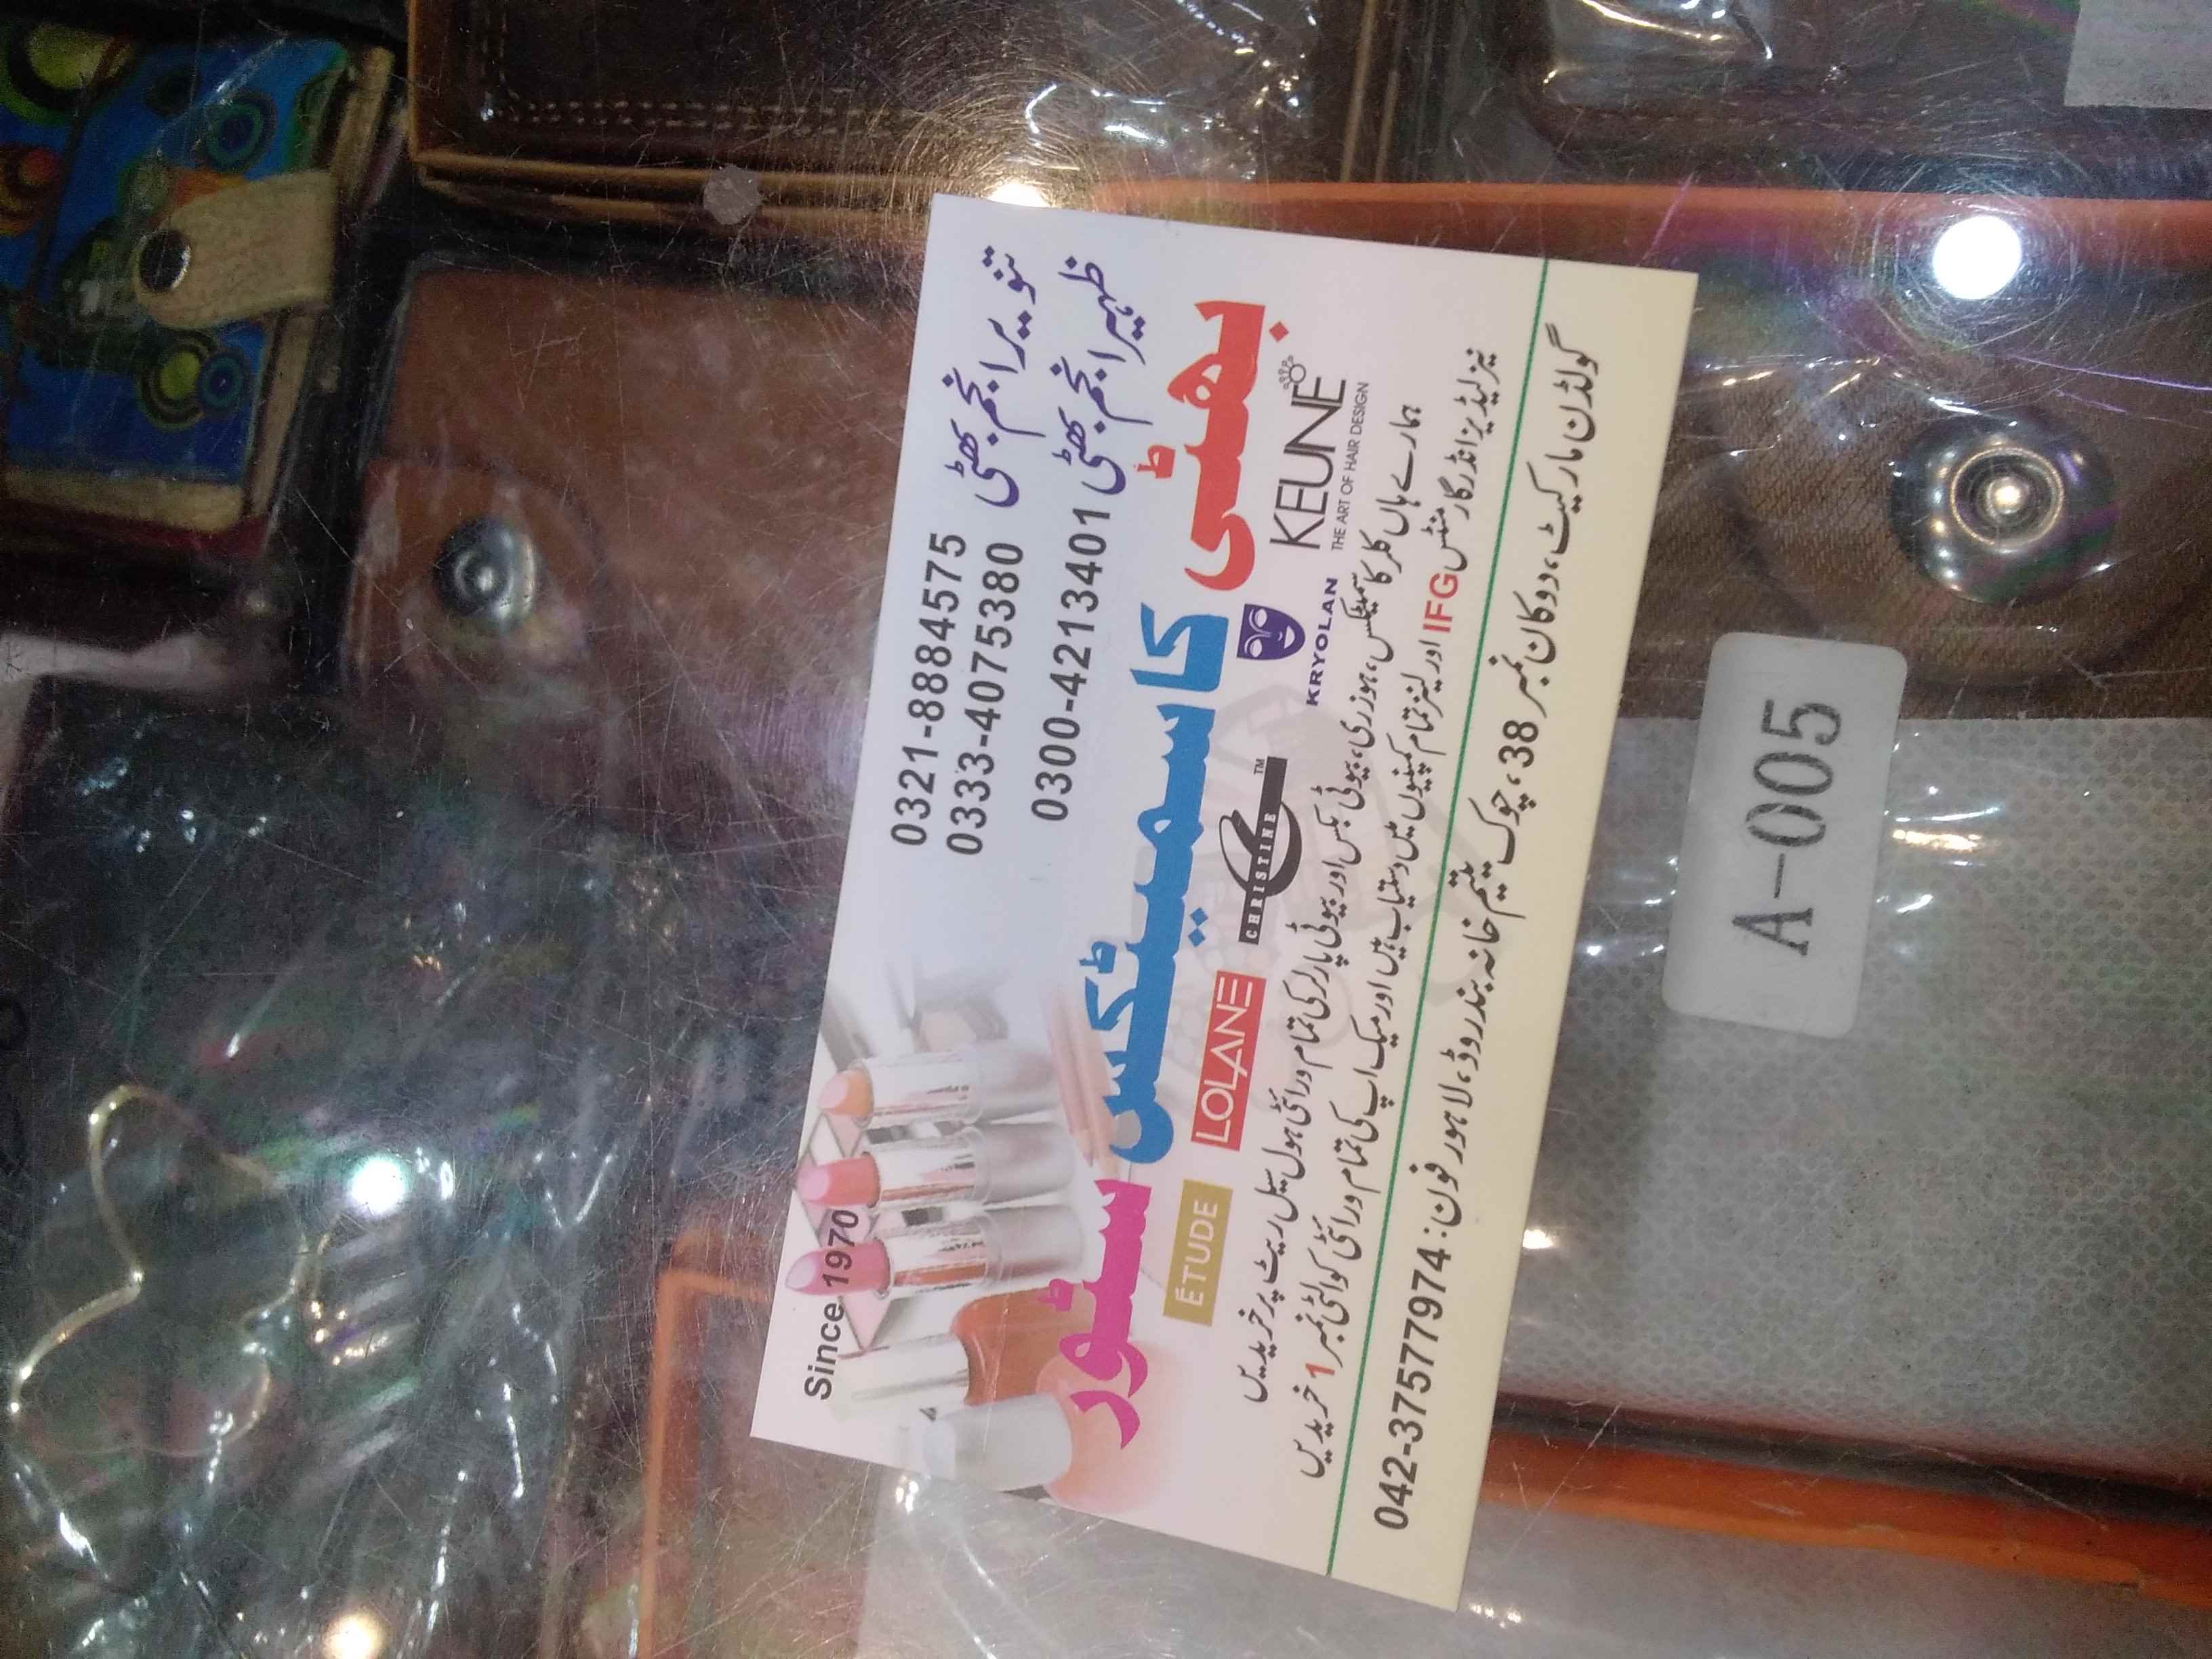 Since 1970
تنویر انجم بھٹی 0321-8884575
0333-4075380
ظہیر انجم بھٹی 0300-4213401
بھٹی کاسمیٹکس سٹور
ÉTUDE
LOLANE
CHRISTINE TM
KRYOLAN
KEUNE
THE ART OF HAIR DESIGN
ہمارے ہاں کلر کاسمیٹکس، ہوزری، بیوٹی بکس اور بیوٹی پارلر کی تمام ورائٹی ہول سیل ریٹ پر خریدیں
نیز لیڈیز انڈر گارمنٹس IFG اور لینز تمام کمپنیوں میں دستیاب ہیں اور میک اپ کی تمام ورائٹی کوالٹی نمبر 1 خریدیں
گولڈن مارکیٹ، دوکان نمبر 38، چوک یتیم خانہ بند روڈ، لاہور فون: 042-37577974
A-005